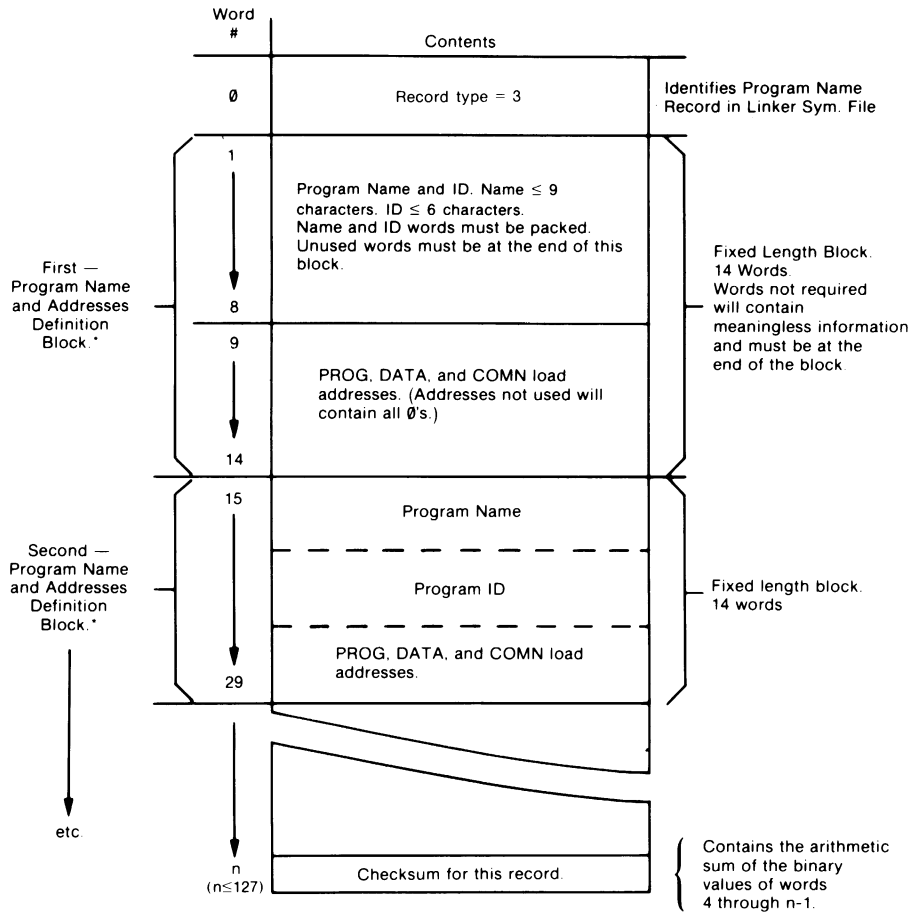 Word
#
Contents
Ø
Record type = 3
Identifies Program Name
Record in Linker Sym. File
1
Program Name and ID. Name ≤ 9
characters. ID ≤ 6 characters.
Name and ID words must be packed.
Unused words must be at the end of this
block.
8
First —
Program Name
and Addresses
Definition
Block.*
Fixed Length Block.
14 Words.
Words not required
will contain
meaningless information
and must be at the
end of the block.
9
PROG, DATA, and COMN load
addresses. (Addresses not used will
contain all Ø's.)
14
15
Program Name
Second —
Program Name
and Addresses
Definition
Block.*
Program ID
Fixed length block.
14 words
PROG, DATA, and COMN load
addresses.
29
etc.
n
(n≤127)
Checksum for this record.
Contains the arithmetic
sum of the binary
values of words
4 through n-1.